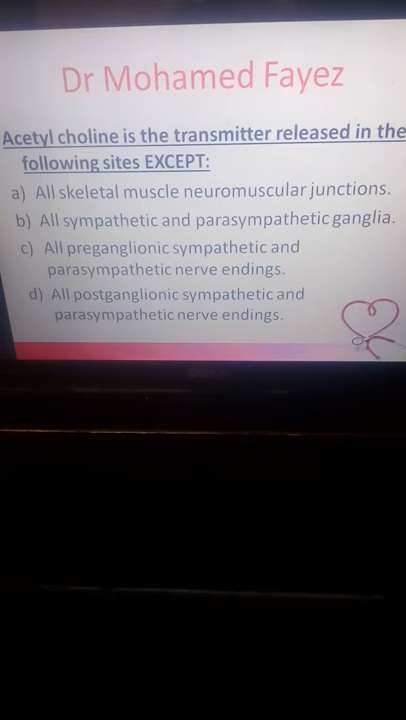 Dr Mohamed Fayez
Acetyl choline is the transmitter released in the
following sites EXCEPT:
a) All skeletal muscle neuromuscular junctions.
b) All sympathetic and parasympathetic ganglia.
c) All preganglionic sympathetic and
parasympathetic nerve endings.
d) All postganglionic sympathetic and
parasympathetic nerve endings.